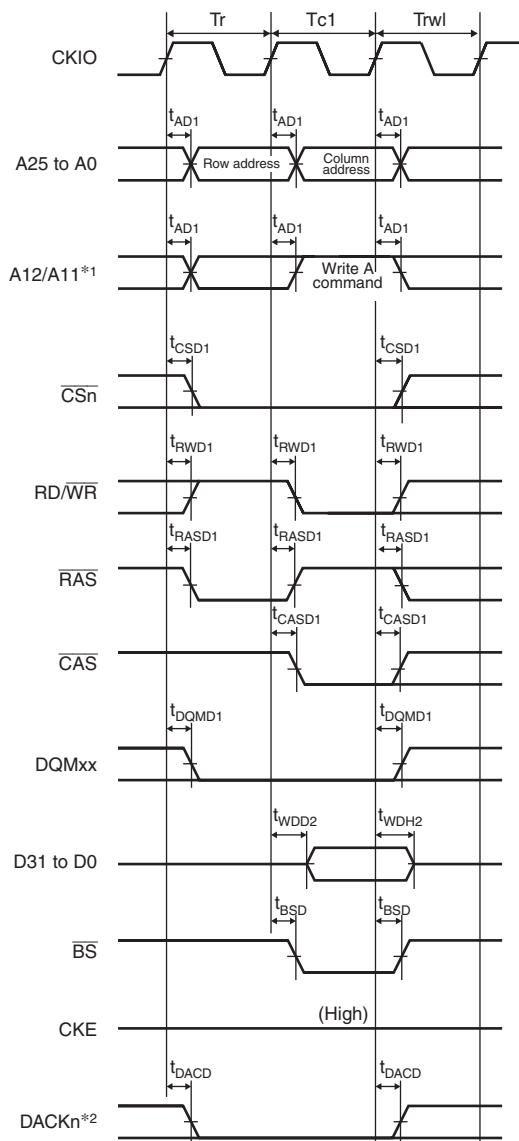 Tr Tc1 Trwl
CKIO
tAD1 tAD1 tAD1
A25 to A0 Row address Column address
tAD1 tAD1 tAD1
A12/A11*1 Write A command
tCSD1 tCSD1
CSn
tRWD1 tRWD1 tRWD1
RD/WR
tRASD1 tRASD1 tRASD1
RAS
tCASD1 tCASD1
CAS
tDQMD1 tDQMD1
DQMxx
tWDD2 tWDH2
D31 to D0
tBSD tBSD
BS
(High)
CKE
tDACD tDACD
DACKn*2